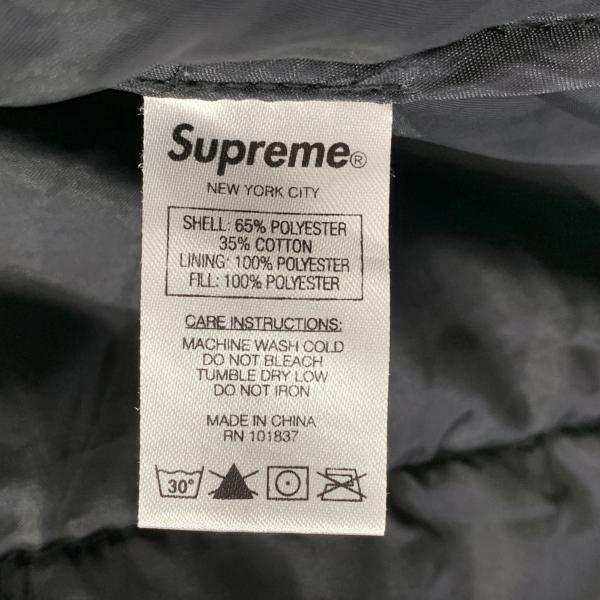 Supreme®
NEW YORK CITY
SHELL: 65% POLYESTER
35% COTTON
LINING: 100% POLYESTER
FILL: 100% POLYESTER
CARE INSTRUCTIONS:
MACHINE WASH COLD
DO NOT BLEACH
TUMBLE DRY LOW
DO NOT IRON
MADE IN CHINA
RN 101837
30°